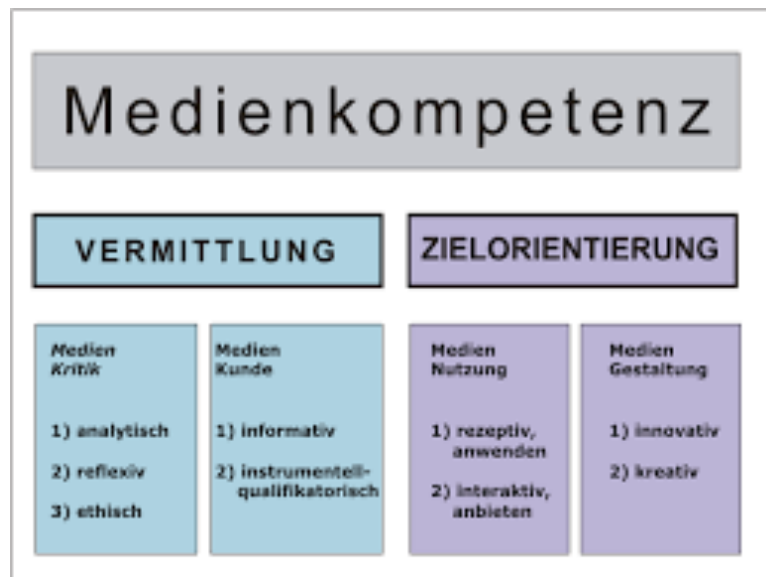 Medienkompetenz
VERMITTLUNG
ZIELORIENTIERUNG
Medien
Kritik
1) analytisch
2) reflexiv
3) ethisch
Medien
Kunde
1) informativ
2) instrumentell-
qualifikatorisch
Medien
Nutzung
1) rezeptiv,
anwenden
2) interaktiv,
anbieten
Medien
Gestaltung
1) innovativ
2) kreativ